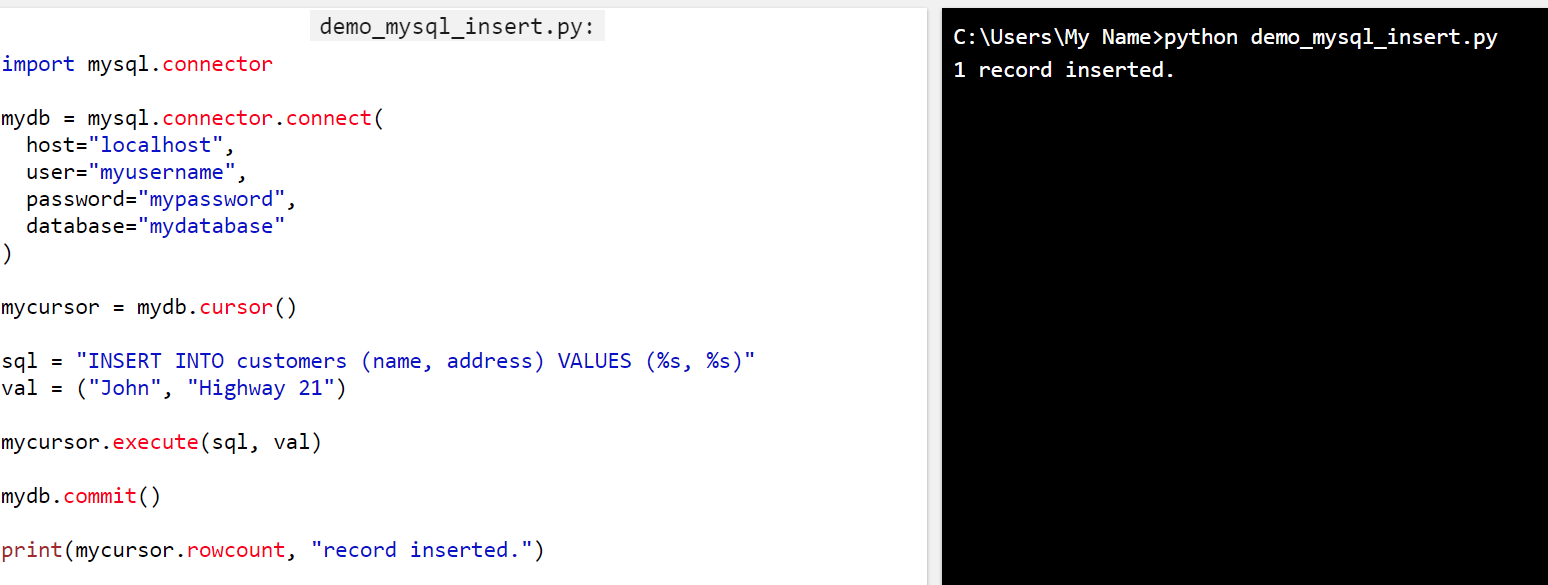 demo_mysql_insert.py:
import mysql.connector
mydb = mysql.connector.connect(
  host="localhost",
  user="myusername",
  password="mypassword",
  database="mydatabase"
)
mycursor = mydb.cursor()
sql = "INSERT INTO customers (name, address) VALUES (%s, %s)"
val = ("John", "Highway 21")
mycursor.execute(sql, val)
mydb.commit()
print(mycursor.rowcount, "record inserted.")
C:\Users\My Name>python demo_mysql_insert.py
1 record inserted.